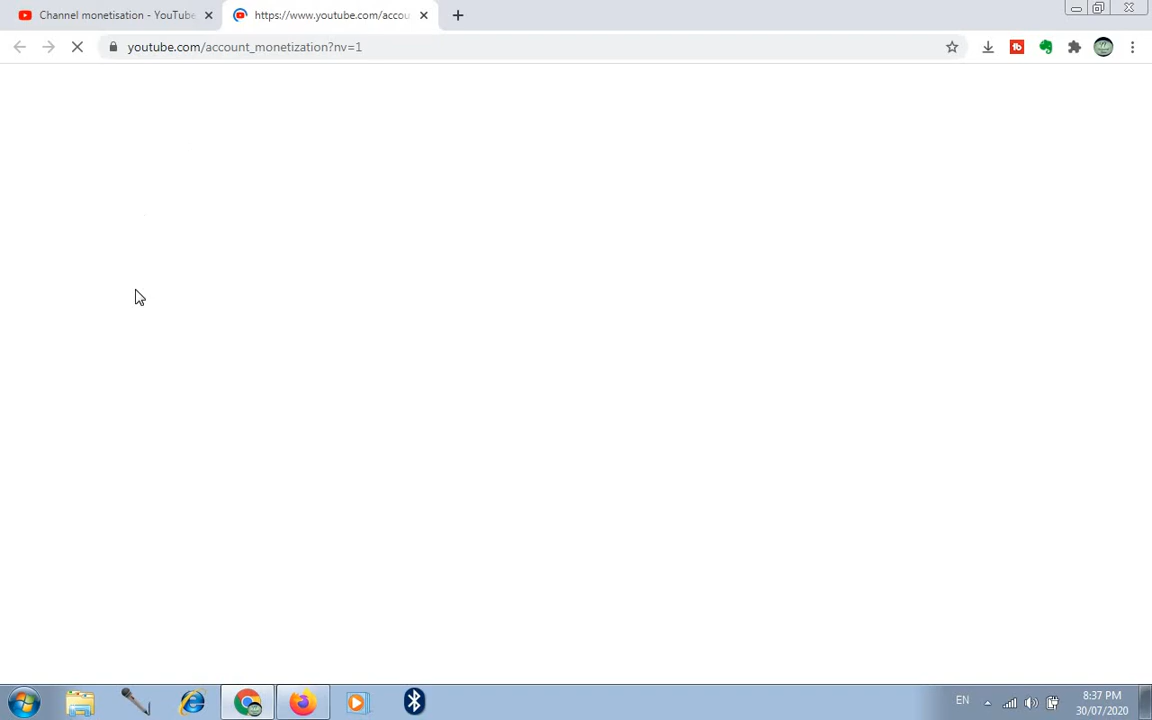 Channel monetisation - YouTube
https://www.youtube.com/accou
youtube.com/account_monetization?nv=1
EN
8:37 PM
30/07/2020